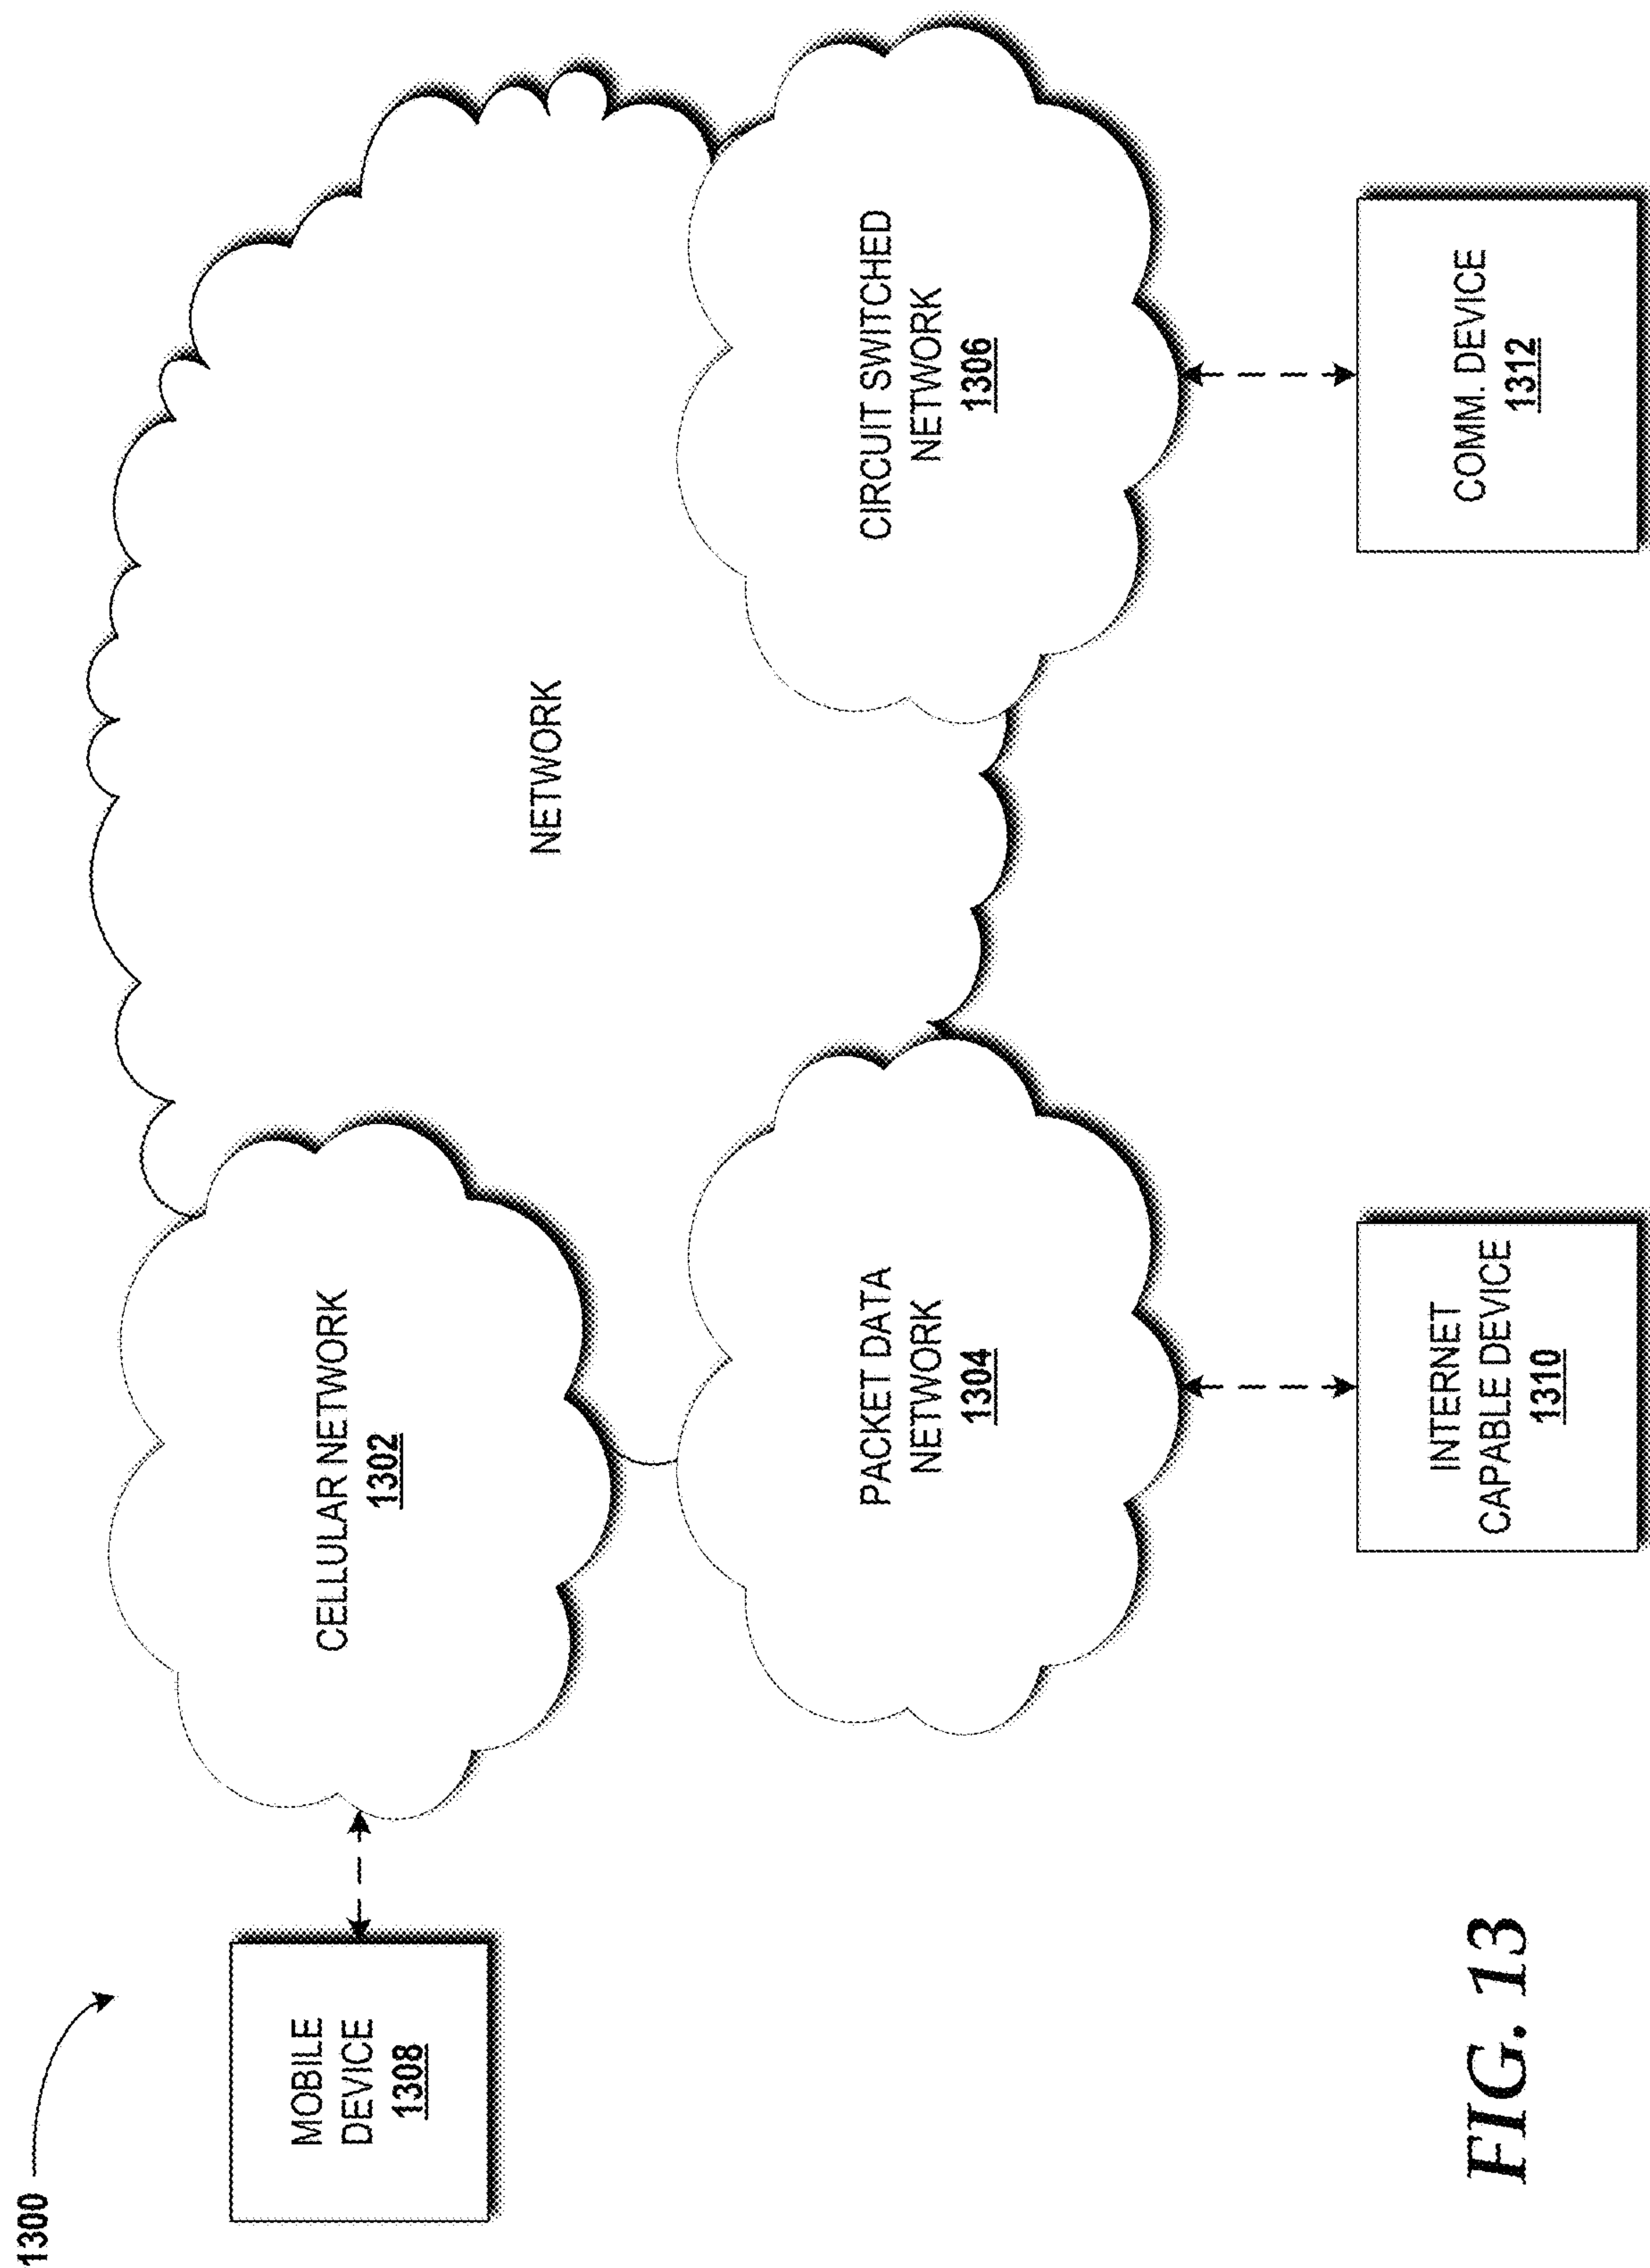 1300
MOBILE
DEVICE
1308
CELLULAR NETWORK
1302
NETWORK
PACKET DATA
NETWORK
1304
CIRCUIT SWITCHED
NETWORK
1306
INTERNET
CAPABLE DEVICE
1310
COMM. DEVICE
1312
FIG. 13